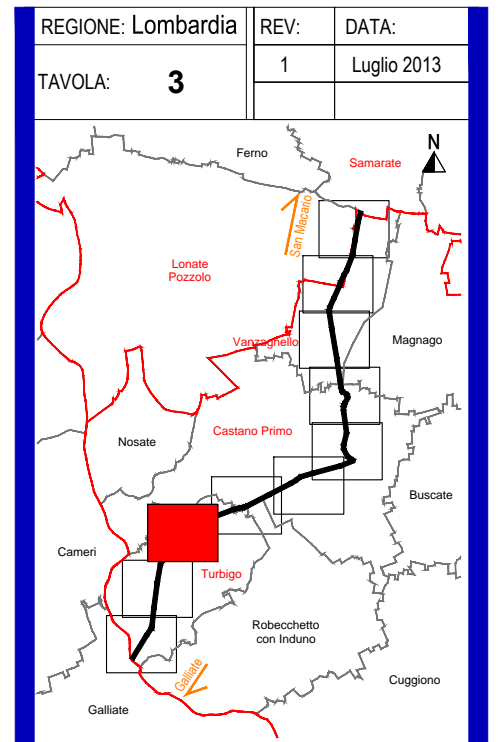 REGIONE: Lombardia
REV:
DATA:
TAVOLA: 3
1
Luglio 2013
Ferno
Samarate
N
San Macario
Lonate
Pozzolo
Vanzaghello
Magnago
Castano Primo
Nosate
Buscate
Cameri
Turbigo
Robecchetto
con Induno
Galliate
Cuggiono
Galliate